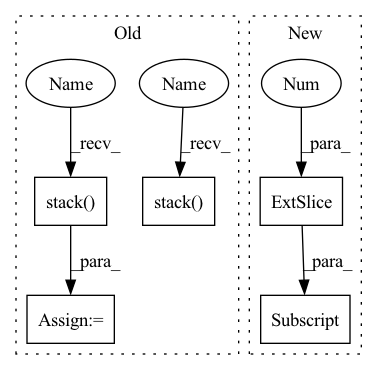 Old
New
Name
Name
Num
_recv_
_recv_
_para_
stack()
stack()
ExtSlice
_para_
_para_
Assign:=
Subscript